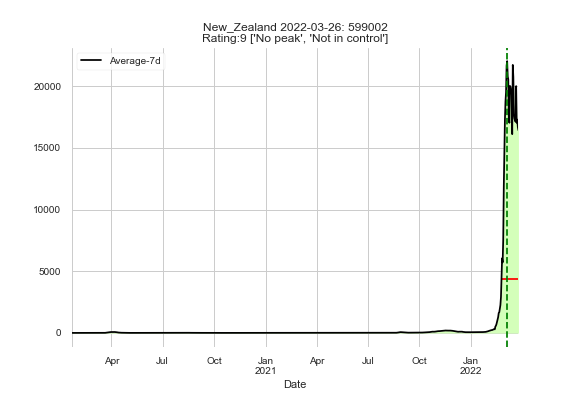 New_Zealand 2022-03-26: 599002
Rating:9 ['No peak', 'Not in control']
Average-7d
20000
15000
10000
5000
0
Apr Jul Oct Jan Apr Jul Oct Jan
2021 2022
Date